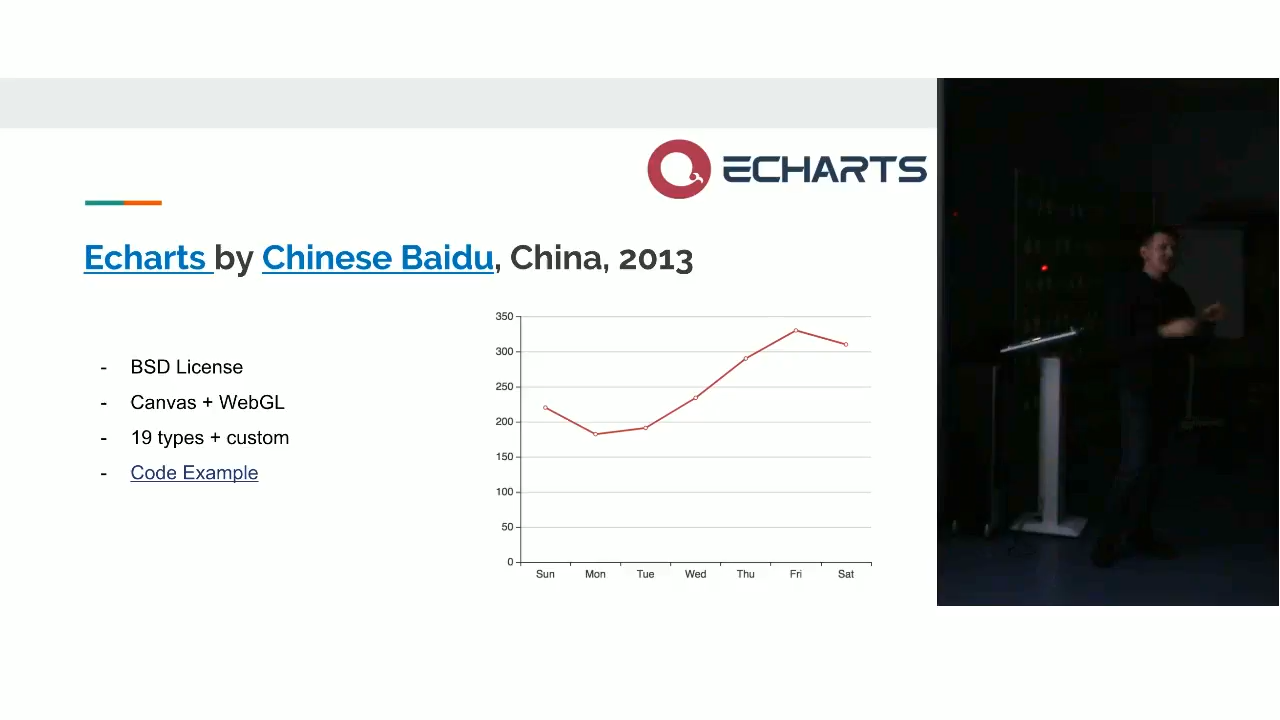 ECHARTS
Echarts by Chinese Baidu, China, 2013
- BSD License
- Canvas + WebGL
- 19 types + custom
- Code Example
350
300
250
200
150
100
50
0
Sun Mon Tue Wed Thu Fri Sat